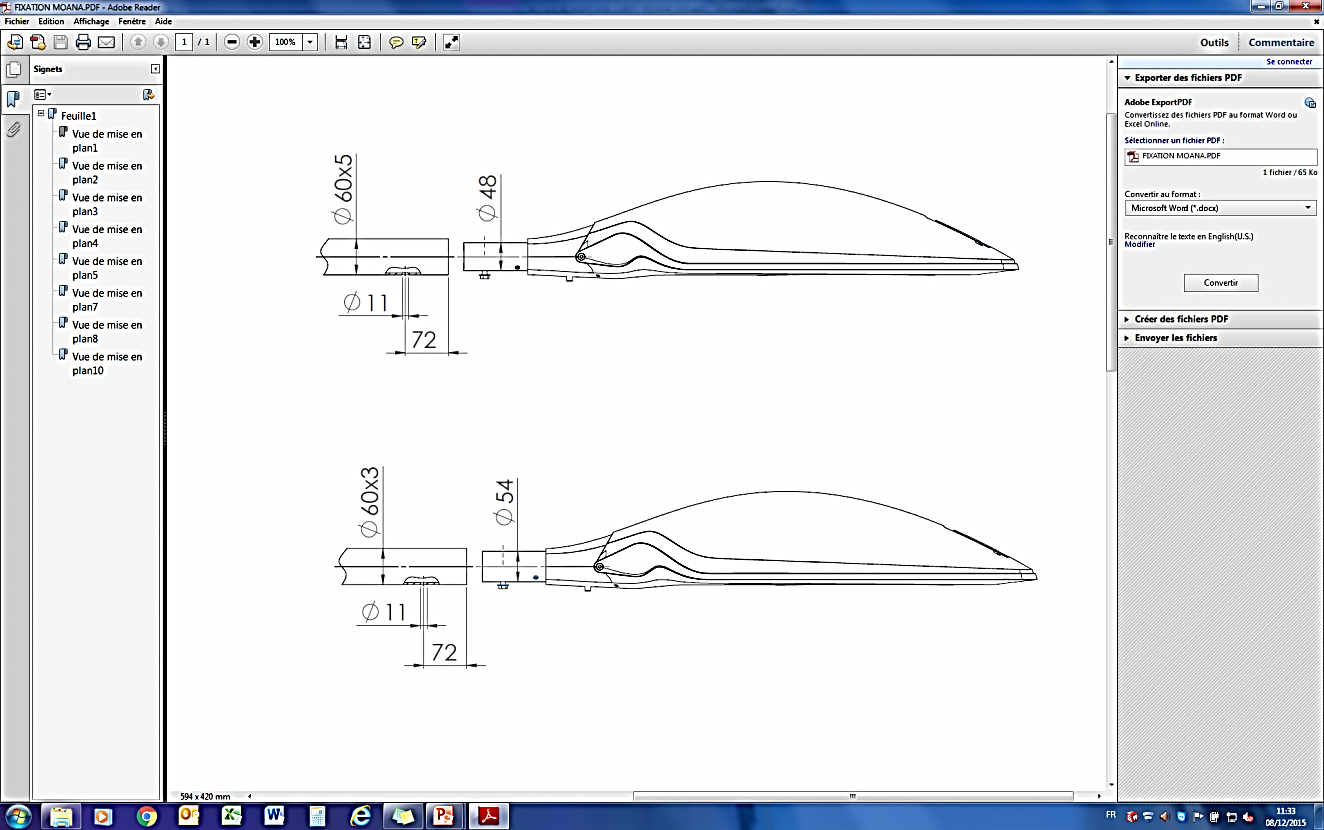 FIXATION MOANA.PDF - Adobe Reader
Fichier Edition Affichage Fenêtre Aide
1 / 1 100% Outils Commentaire
Signets
Feuille1
Vue de mise en
plan1
Vue de mise en
plan2
Vue de mise en
plan3
Vue de mise en
plan4
Vue de mise en
plan5
Vue de mise en
plan7
Vue de mise en
plan8
Vue de mise en
plan10
∅ 60x5
∅ 48
∅ 11
72
∅ 60x3
∅ 54
∅ 11
72
594 x 420 mm
Se connecter
Exporter des fichiers PDF
Adobe ExportPDF
Convertissez des fichiers PDF au format Word ou
Excel Online.
Sélectionner un fichier PDF :
FIXATION MOANA.PDF
1 fichier / 65 Ko
Convertir au format :
Microsoft Word (*.docx)
Reconnaître le texte en English(U.S.)
Modifier
Convertir
Créer des fichiers PDF
Envoyer les fichiers
FR
11:33
08/12/2015